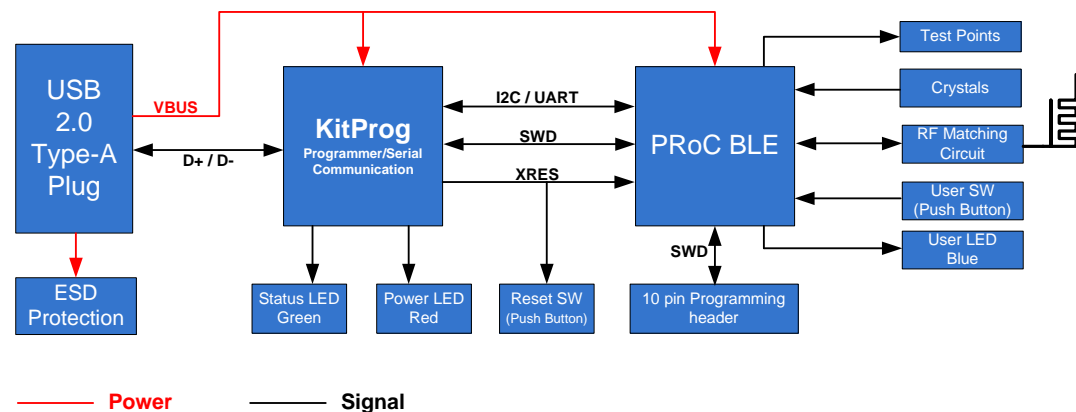 USB
2.0
Type-A
Plug
VBUS
D+ / D-
ESD
Protection
KitProg
Programmer/Serial
Communication
I2C / UART
SWD
XRES
PRoC BLE
Test Points
Crystals
RF Matching
Circuit
User SW
(Push Button)
User LED
Blue
SWD
Status LED
Green
Power LED
Red
Reset SW
(Push Button)
10 pin Programming
header
Power
Signal